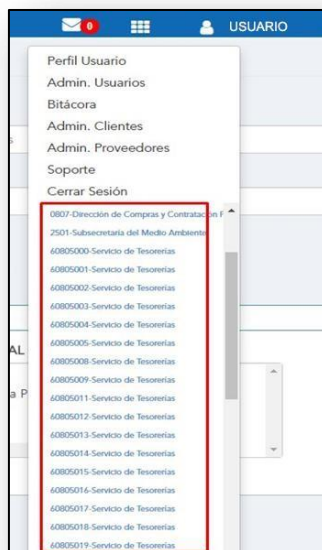 0
USUARIO
Perfil Usuario
Admin. Usuarios
Bitácora
Admin. Clientes
Admin. Proveedores
Soporte
Cerrar Sesión
0807-Dirección de Compras y Contratación P
2501-Subsecretaría del Medio Ambiente
60805000-Servicio de Tesorerías
60805001-Servicio de Tesorerías
60805002-Servicio de Tesorerías
60805003-Servicio de Tesorerías
60805004-Servicio de Tesorerías
60805005-Servicio de Tesorerías
60805008-Servicio de Tesorerías
60805009-Servicio de Tesorerías
60805011-Servicio de Tesorerías
60805012-Servicio de Tesorerías
60805013-Servicio de Tesorerías
60805014-Servicio de Tesorerías
60805015-Servicio de Tesorerías
60805016-Servicio de Tesorerías
60805017-Servicio de Tesorerías
60805018-Servicio de Tesorerías
60805019-Servicio de Tesorerías
s
AL
a P